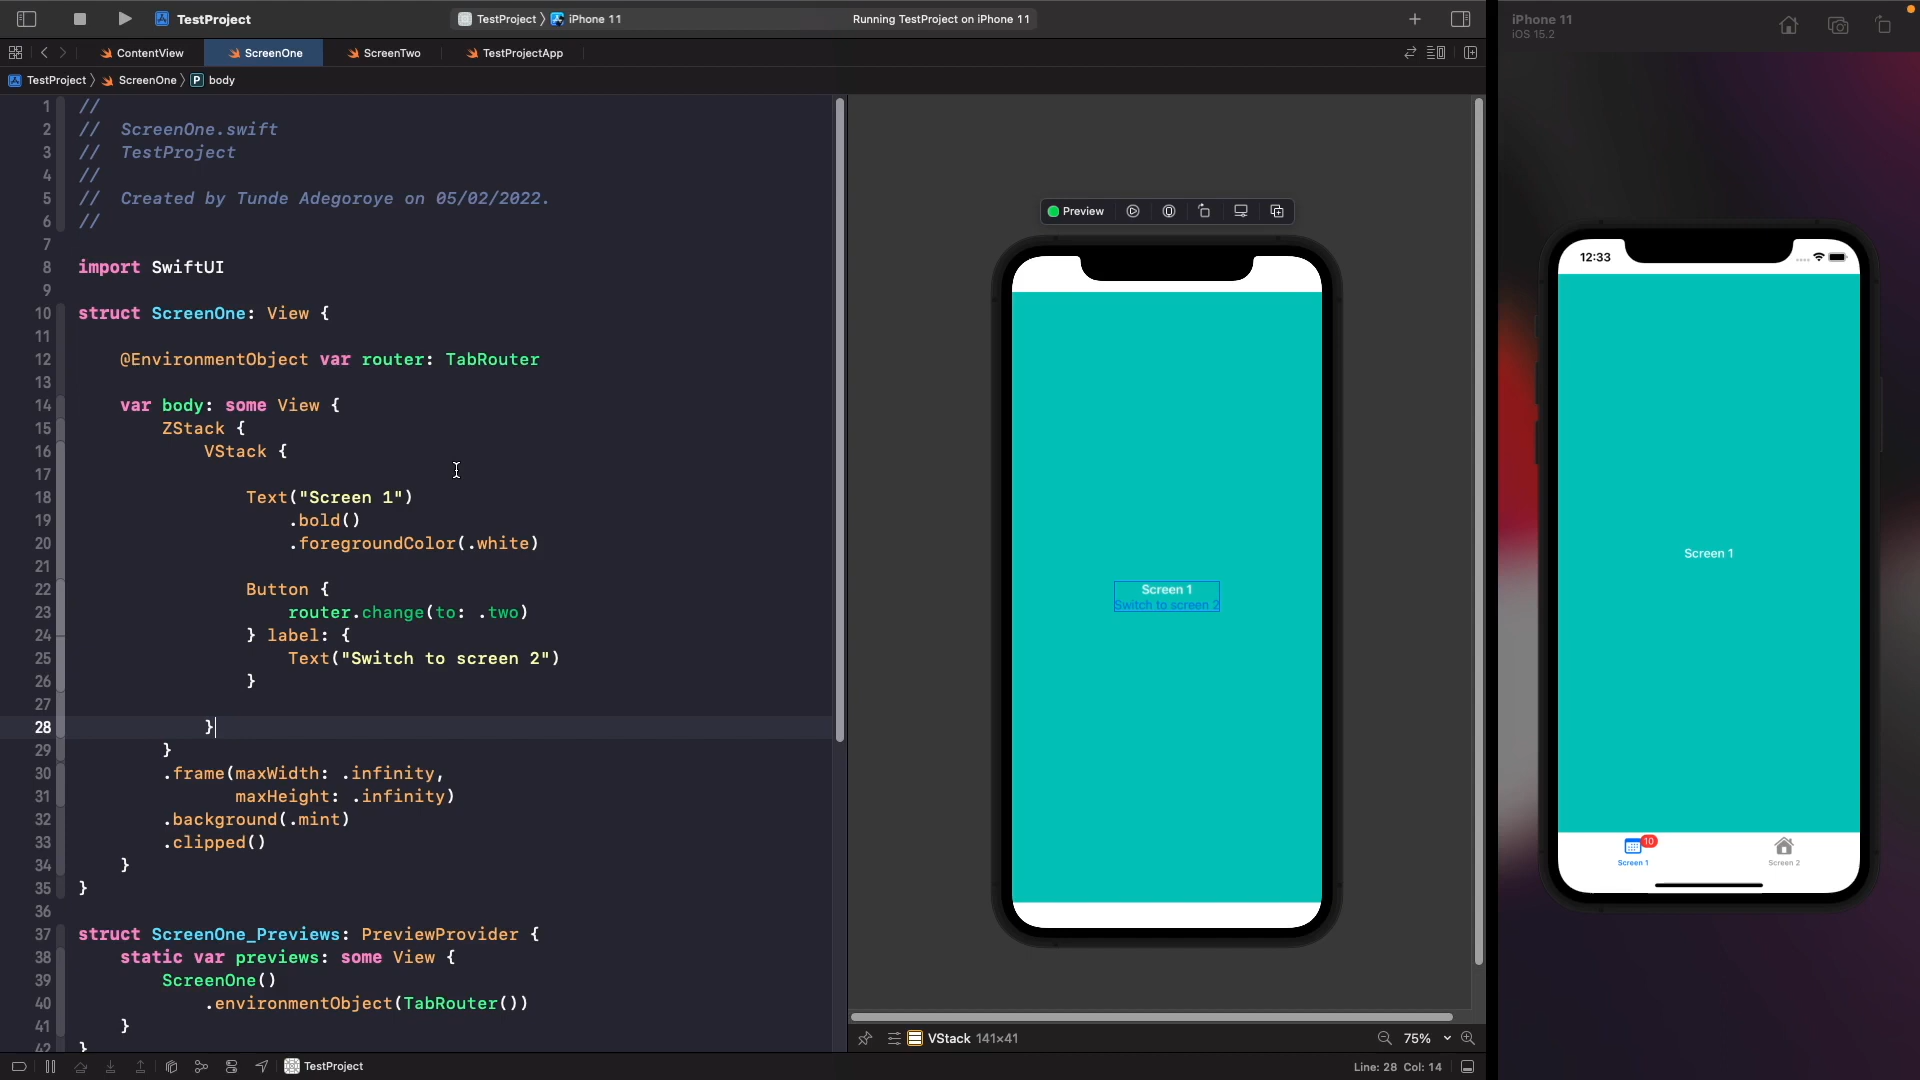 TestProject
TestProject 〉 iPhone 11
Running TestProject on iPhone 11
ContentView
ScreenOne
ScreenTwo
TestProjectApp
TestProject 〉 ScreenOne 〉 P body
1 //
2 //  ScreenOne.swift
3 //  TestProject
4 //
5 //  Created by Tunde Adegoroye on 05/02/2022.
6 //
7
8 import SwiftUI
9
10 struct ScreenOne: View {
11
12     @EnvironmentObject var router: TabRouter
13
14     var body: some View {
15         ZStack {
16             VStack {
17
18                 Text("Screen 1")
19                     .bold()
20                     .foregroundColor(.white)
21
22                 Button {
23                     router.change(to: .two)
24                 } label: {
25                     Text("Switch to screen 2")
26                 }
27
28             }
29         }
30         .frame(maxWidth: .infinity,
31                maxHeight: .infinity)
32         .background(.mint)
33         .clipped()
34     }
35 }
36
37 struct ScreenOne_Previews: PreviewProvider {
38     static var previews: some View {
39         ScreenOne()
40             .environmentObject(TabRouter())
41     }
42 }
Preview
Screen 1
Switch to screen 2
VStack 141×41
75%
TestProject
Line: 28 Col: 14
iPhone 11
iOS 15.2
12:33
Screen 1
10
Screen 1
Screen 2